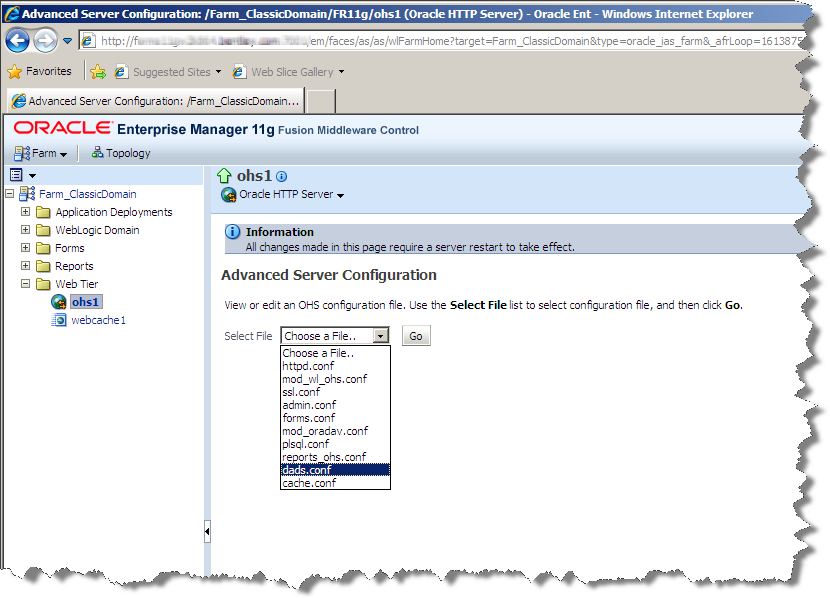 Advanced Server Configuration: /Farm_ClassicDomain/FR11g/ohs1 (Oracle HTTP Server) - Oracle Ent - Windows Internet Explorer
/em/faces/as/as/wlFarmHome?target=Farm_ClassicDomain&type=oracle_ias_farm&_afrLoop=1613875
Favorites Suggested Sites Web Slice Gallery
Advanced Server Configuration: /Farm_ClassicDomain...
ORACLE Enterprise Manager 11g Fusion Middleware Control
Farm Topology
Farm_ClassicDomain
Application Deployments
WebLogic Domain
Forms
Reports
Web Tier
ohs1
webcache1
ohs1
Oracle HTTP Server
Information
All changes made in this page require a server restart to take effect.
Advanced Server Configuration
View or edit an OHS configuration file. Use the Select File list to select configuration file, and then click Go.
Select File Choose a File.. Go
Choose a File..
httpd.conf
mod_wl_ohs.conf
ssl.conf
admin.conf
forms.conf
mod_oradav.conf
plsql.conf
reports_ohs.conf
dads.conf
cache.conf